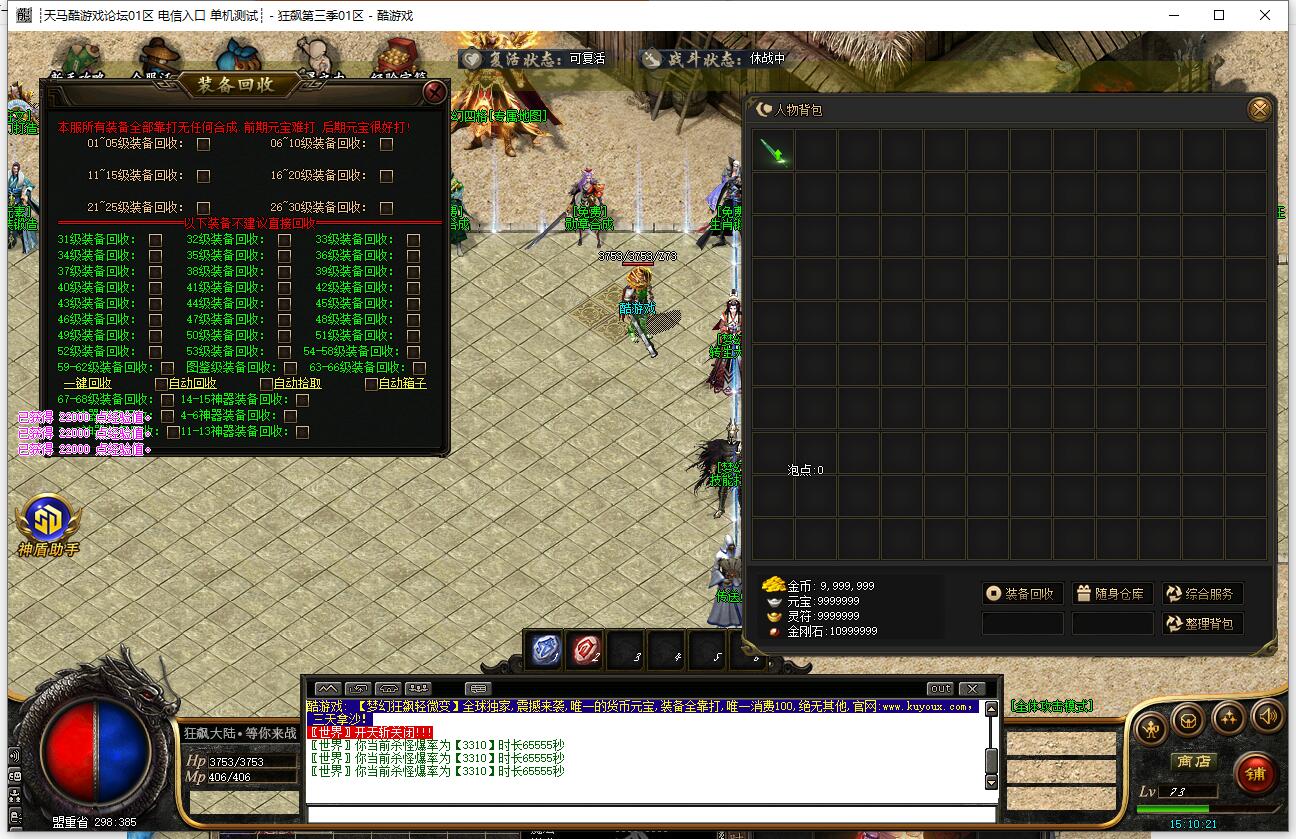 天马酷游戏论坛01区 电信入口 单机测试 - 狂飙第三季01区 - 酷游戏
复活状态: 可复活
战斗状态: 休战中
装备回收
本服所有装备全部靠打无任何合成 前期元宝难打 后期元宝很好打!
01~05级装备回收: 06~10级装备回收:
11~15级装备回收: 16~20级装备回收:
21~25级装备回收: 26~30级装备回收:
以下装备不建议直接回收
31级装备回收: 32级装备回收: 33级装备回收:
34级装备回收: 35级装备回收: 36级装备回收:
37级装备回收: 38级装备回收: 39级装备回收:
40级装备回收: 41级装备回收: 42级装备回收:
43级装备回收: 44级装备回收: 45级装备回收:
46级装备回收: 47级装备回收: 48级装备回收:
49级装备回收: 50级装备回收: 51级装备回收:
52级装备回收: 53级装备回收: 54-58级装备回收:
59-62级装备回收: 图鉴级装备回收: 63-66级装备回收:
一键回收 自动回收 自动拾取 自动箱子
67-68级装备回收: 14-15神器装备回收:
4-6神器装备回收:
11-13神器装备回收:
已获得 22000 点经验值。
已获得 22000 点经验值。
已获得 22000 点经验值。
神盾助手
幻四格[专属地图]
[免费]
勋章合成
3753/3753/Z73
酷游戏
人物背包
泡点:0
金币: 9,999,999
元宝:9999999
灵符:9999999
金刚石:10999999
装备回收 随身仓库 综合服务
整理背包
1 2 3 4 5 6
out
酷游戏: 【梦幻狂飙轻微变】全球独家,震撼来袭,唯一的货币元宝,装备全靠打,唯一消费100,绝无其他,官网:www.kuyoux.com,
三天拿沙!
〖世界〗开天斩关闭!!!
〖世界〗你当前杀怪爆率为【3310】时长65555秒
〖世界〗你当前杀怪爆率为【3310】时长65555秒
〖世界〗你当前杀怪爆率为【3310】时长65555秒
[全体攻击模式]
狂飙大陆·等你来战
Hp 3753/3753
Mp 406/406
盟重省 298:385
商店
铺
Lv 73
15:10:21